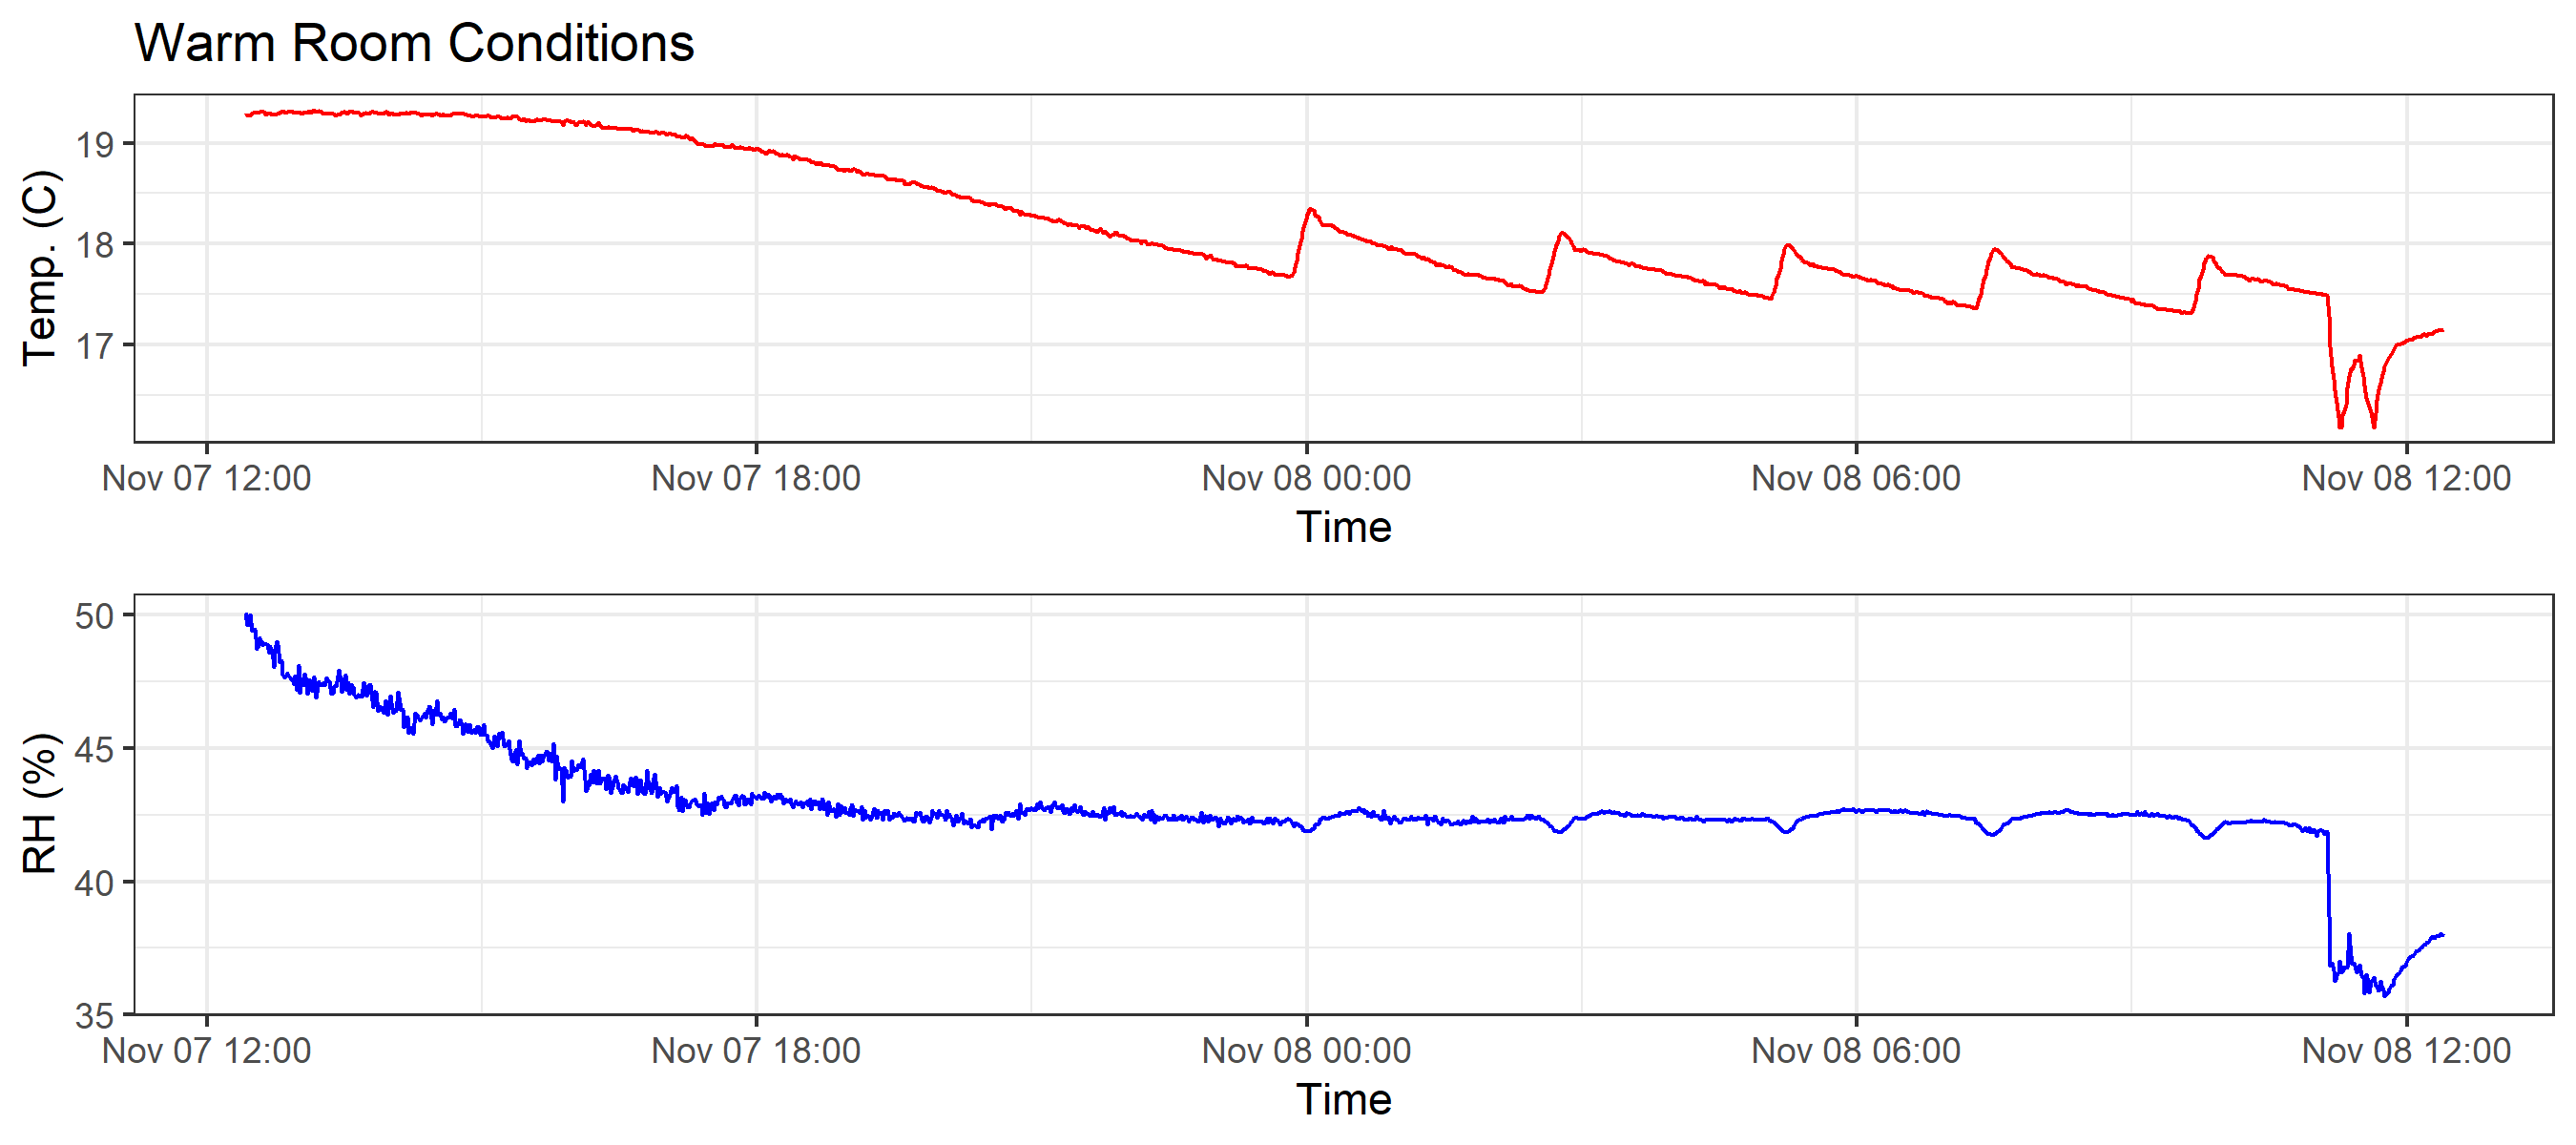 Warm Room Conditions
Temp. (C)
19
18
17
Nov 07 12:00 Nov 07 18:00 Nov 08 00:00 Nov 08 06:00 Nov 08 12:00
Time
RH (%)
50
45
40
35
Nov 07 12:00 Nov 07 18:00 Nov 08 00:00 Nov 08 06:00 Nov 08 12:00
Time